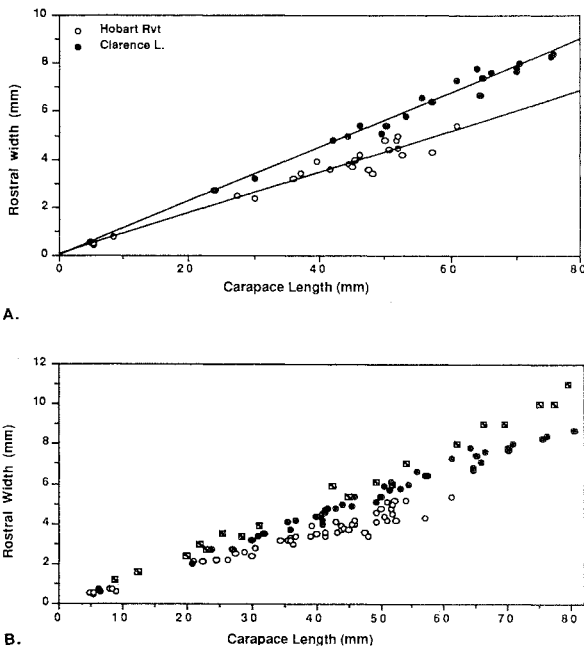 10
8
6
4
2
0
Rostral width (mm)
Hobart Rvt
Clarence L.
0 20 40 60 80
Carapace Length (mm)
A.
12
10
8
6
4
2
0
Rostral Width (mm)
0 10 20 30 40 50 60 70 80
Carapace Length (mm)
B.